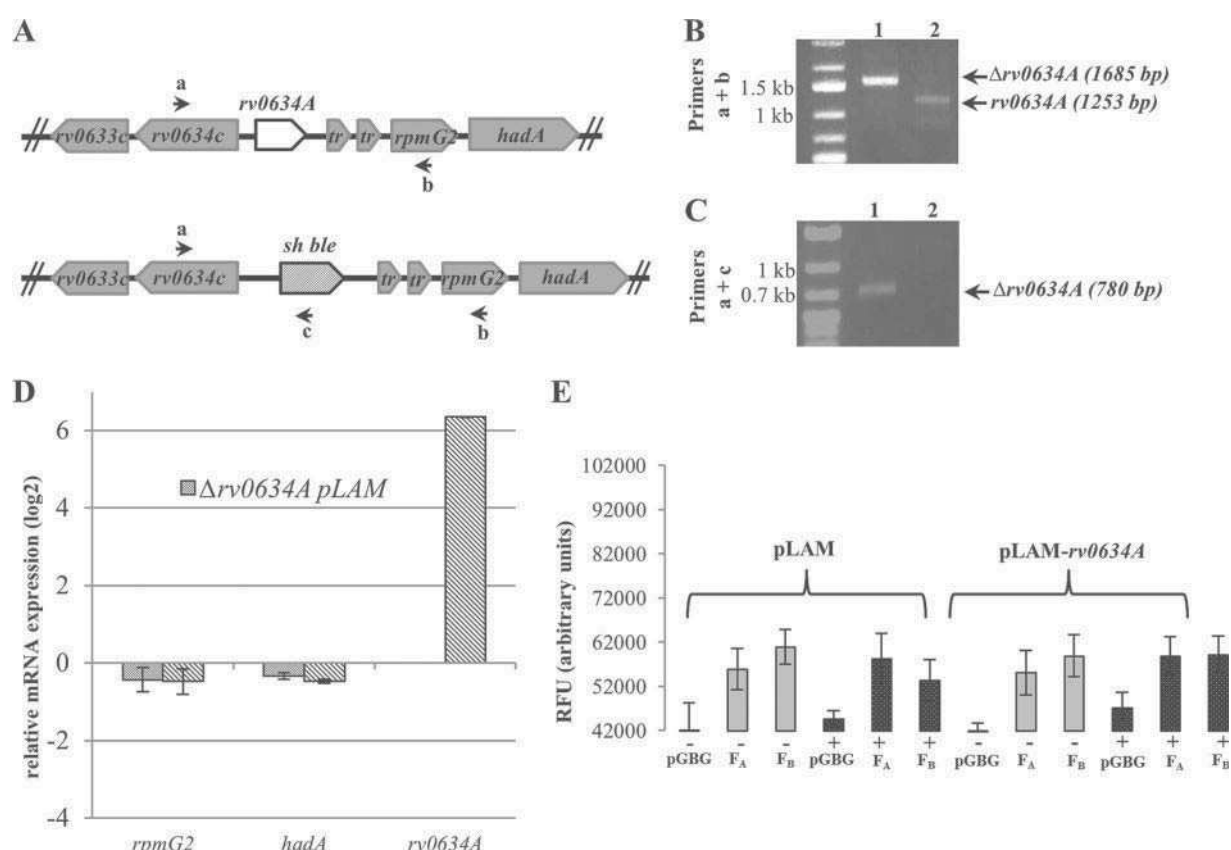 A
a
rv0634A
rv0633c rv0634c tr tr rpmG2 hadA
b
a
sh ble
rv0633c rv0634c tr tr rpmG2 hadA
c b
B
Primers
a + b
1 2
1.5 kb
1 kb
Δrv0634A (1685 bp)
rv0634A (1253 bp)
C
Primers
a + c
1 2
1 kb
0.7 kb
Δrv0634A (780 bp)
D
relative mRNA expression (log2)
6
4
2
0
-2
-4
Δrv0634A pLAM
rpmG2 hadA rv0634A
E
RFU (arbitrary units)
102000
92000
82000
72000
62000
52000
42000
pLAM pLAM-rv0634A
- - - + + + - - - + + +
pGBG FA FB pGBG FA FB pGBG FA FB pGBG FA FB